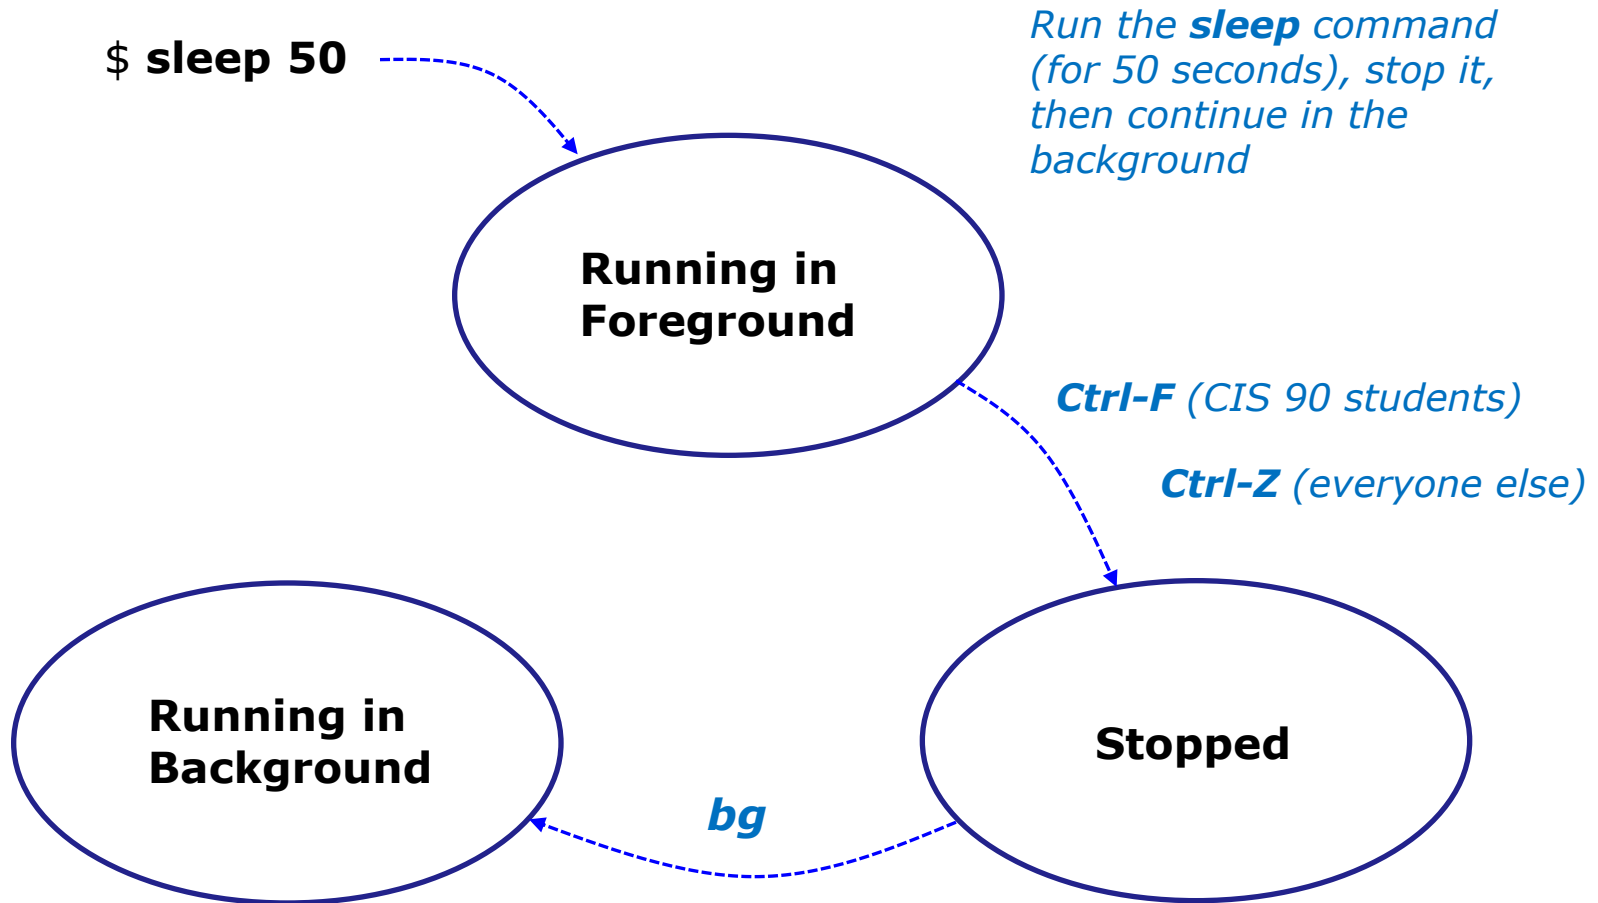 $ sleep 50
Run the sleep command
(for 50 seconds), stop it,
then continue in the
background
Running in
Foreground
Ctrl-F (CIS 90 students)
Ctrl-Z (everyone else)
Running in
Background
Stopped
bg